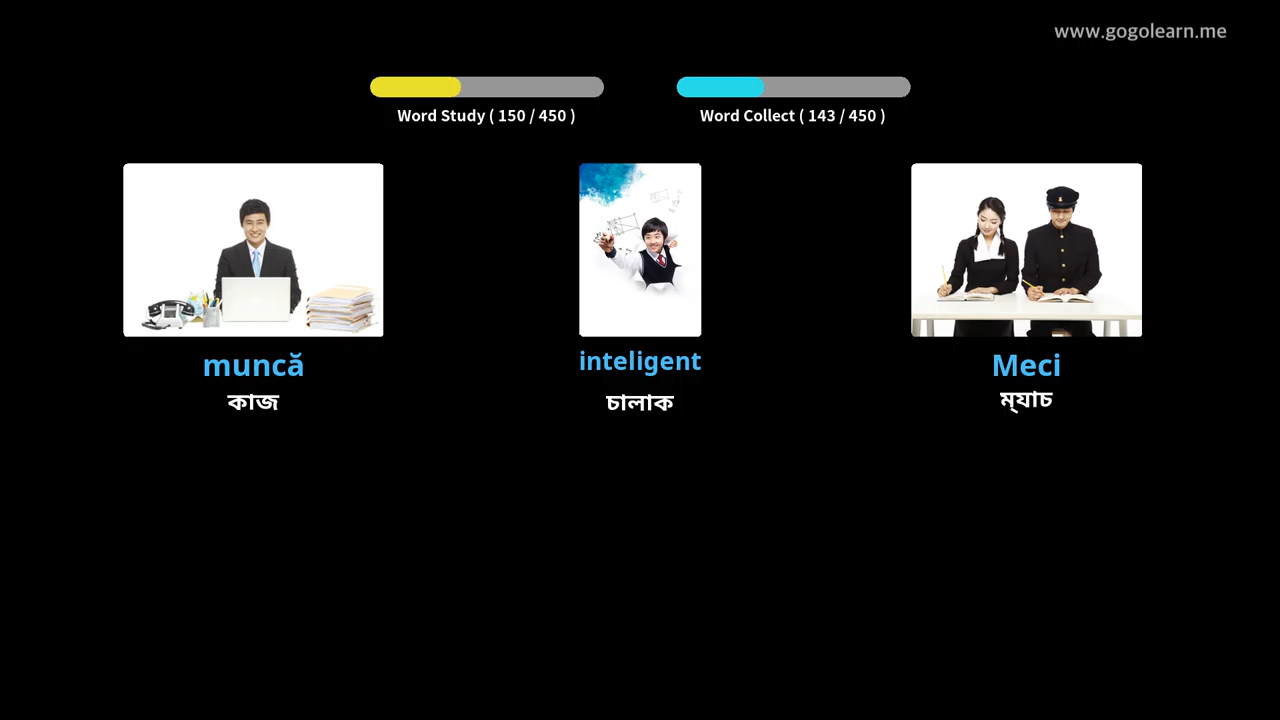 www.gogolearn.me
Word Study ( 150 / 450 )
Word Collect ( 143 / 450 )
muncă
inteligent
Meci
কাজ
চালাক
ম্যাচ